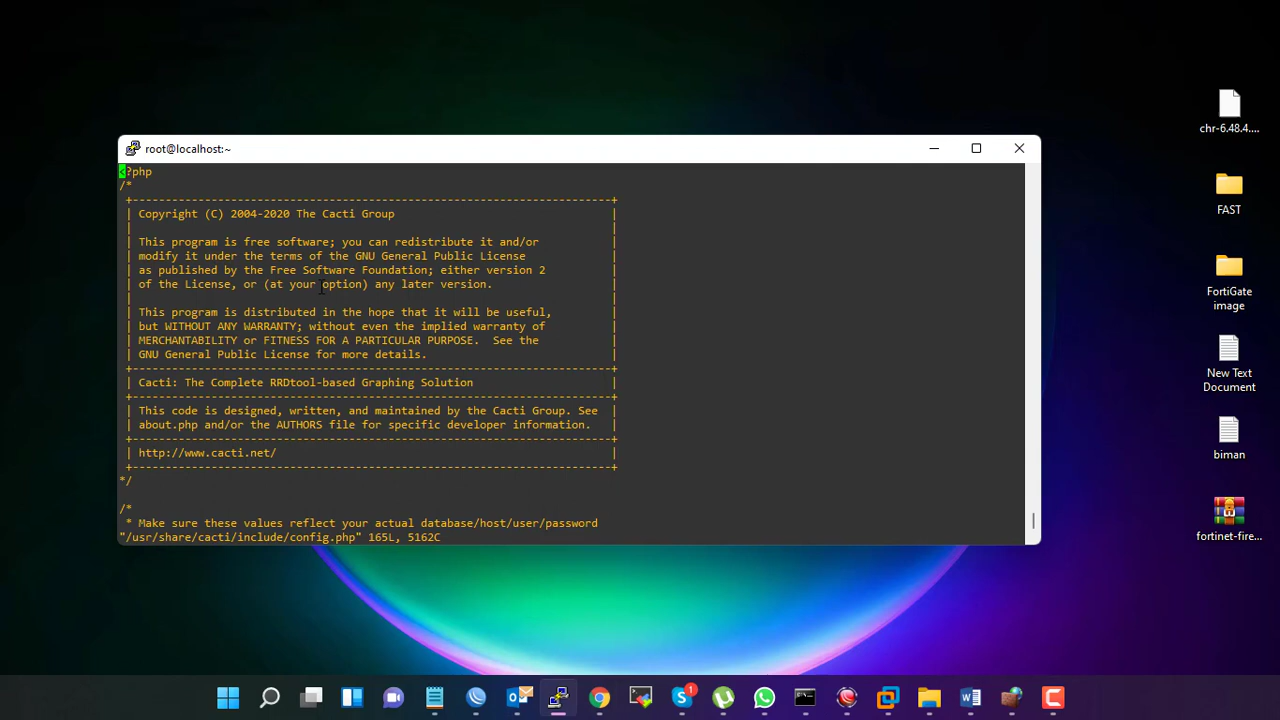 root@localhost:~
<?php
/*
+-------------------------------------------------------------------------+
| Copyright (C) 2004-2020 The Cacti Group |
| |
| This program is free software; you can redistribute it and/or |
| modify it under the terms of the GNU General Public License |
| as published by the Free Software Foundation; either version 2 |
| of the License, or (at your option) any later version. |
| |
| This program is distributed in the hope that it will be useful, |
| but WITHOUT ANY WARRANTY; without even the implied warranty of |
| MERCHANTABILITY or FITNESS FOR A PARTICULAR PURPOSE.  See the |
| GNU General Public License for more details. |
+-------------------------------------------------------------------------+
| Cacti: The Complete RRDtool-based Graphing Solution |
+-------------------------------------------------------------------------+
| This code is designed, written, and maintained by the Cacti Group. See |
| about.php and/or the AUTHORS file for specific developer information. |
+-------------------------------------------------------------------------+
| http://www.cacti.net/ |
+-------------------------------------------------------------------------+
*/
/*
* Make sure these values reflect your actual database/host/user/password
"/usr/share/cacti/include/config.php" 165L, 5162C
chr-6.48.4....
FAST
FortiGate
image
New Text
Document
biman
fortinet-fire...
1